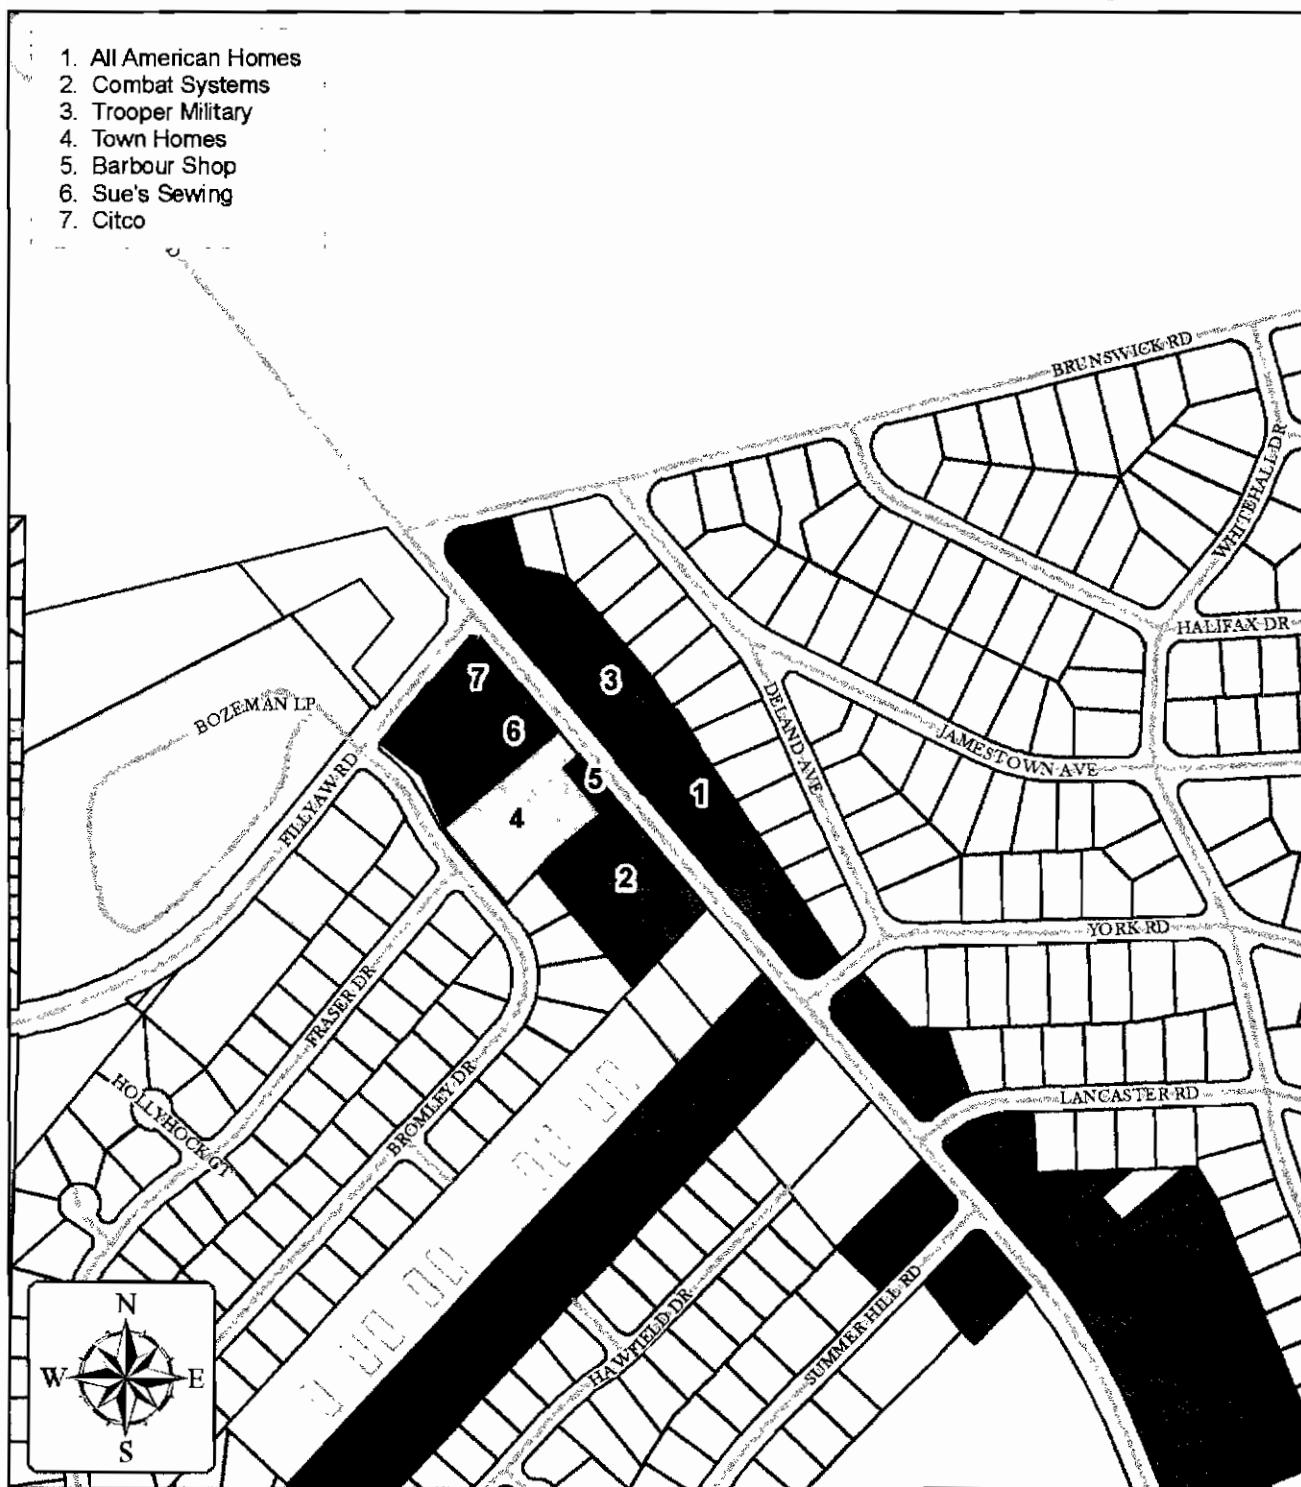 1. All American Homes
2. Combat Systems
3. Trooper Military
4. Town Homes
5. Barbour Shop
6. Sue's Sewing
7. Citco
BRUNSWICK RD
WHITEHALL DR
HALIFAX DR
7
3
6
BOZEMAN LP
DELAND AVE
JAMESTOWN AVE
5
1
FILLYAW RD
4
2
YORK RD
FRASER DR
LANCASTER RD
HOLLYHOCK CT
BROMLEY DR
HAWFIELD DR
SUMMER HILL RD
N
W E
S